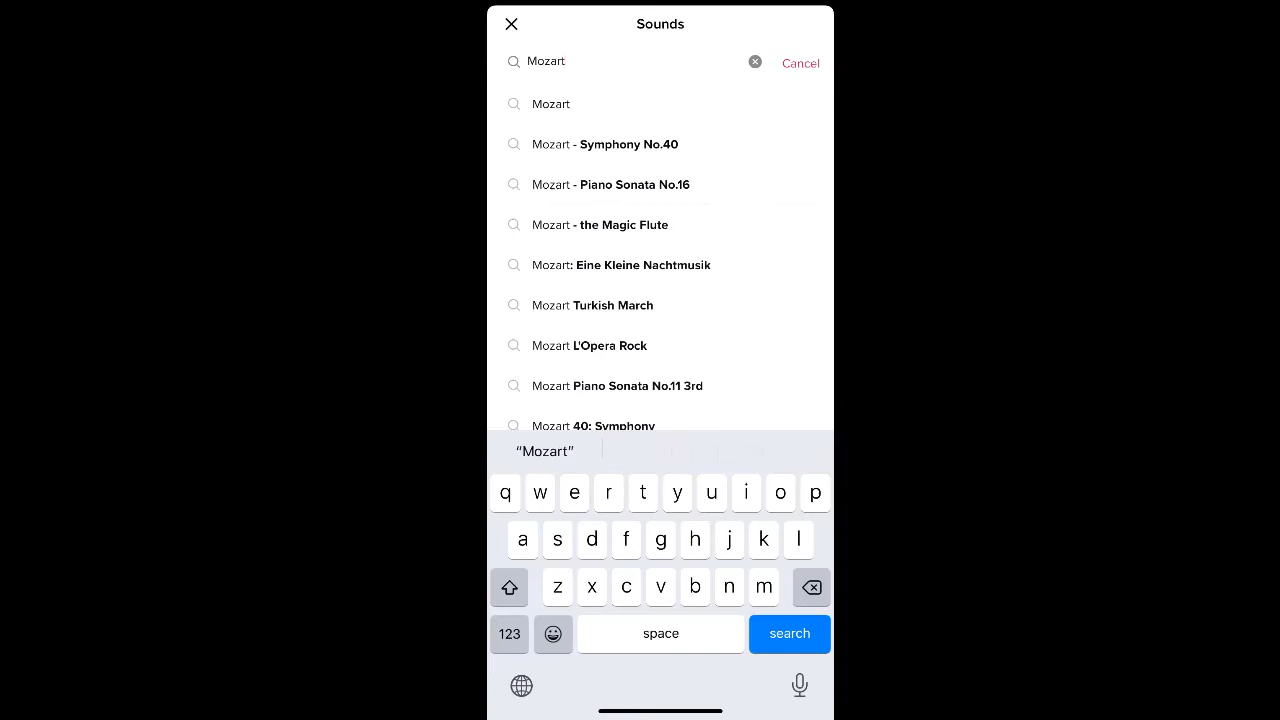 Sounds
Mozart
Cancel
Mozart
Mozart - Symphony No.40
Mozart - Piano Sonata No.16
Mozart - the Magic Flute
Mozart: Eine Kleine Nachtmusik
Mozart Turkish March
Mozart L'Opera Rock
Mozart Piano Sonata No.11 3rd
Mozart 40: Symphony
“Mozart”
q w e r t y u i o p
a s d f g h j k l
z x c v b n m
123 space search